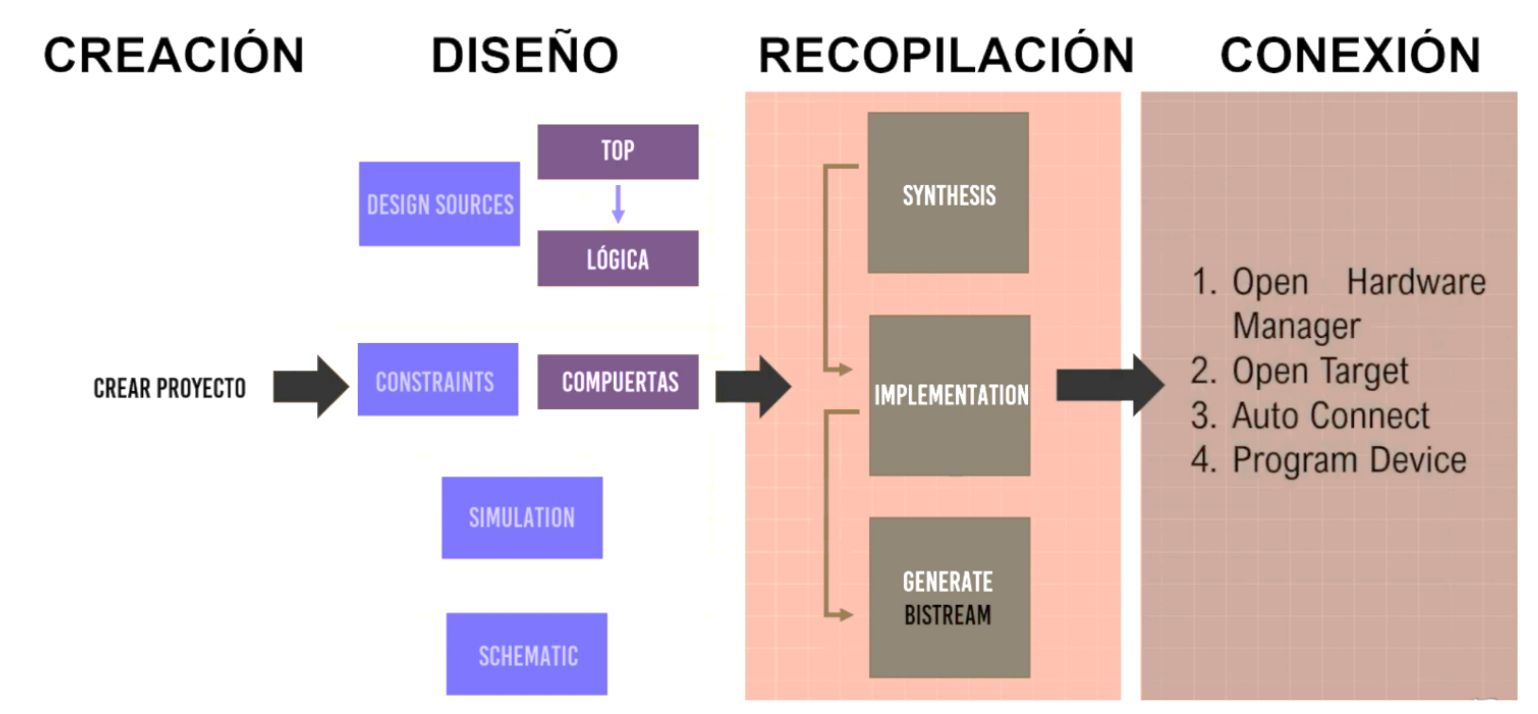 CREACIÓN
DISEÑO
RECOPILACIÓN
CONEXIÓN
CREAR PROYECTO
DESIGN SOURCES
TOP
LÓGICA
CONSTRAINTS
COMPUERTAS
SIMULATION
SCHEMATIC
SYNTHESIS
IMPLEMENTATION
GENERATE
BISTREAM
1. Open Hardware
Manager
2. Open Target
3. Auto Connect
4. Program Device